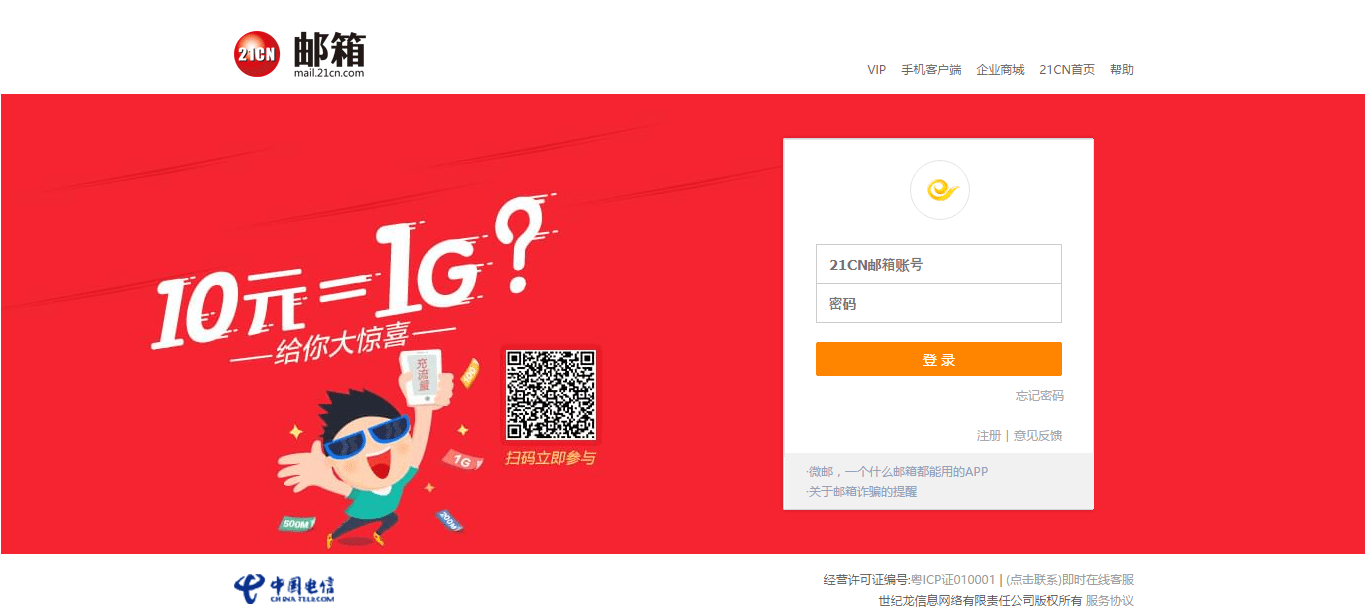 21CN 邮箱
mail.21cn.com
VIP 手机客户端 企业商城 21CN首页 帮助
10元=1G?
给你大惊喜
充流量
500
1G
500M
200M
扫码立即参与
21CN邮箱账号
密码
登 录
忘记密码
注册 | 意见反馈
·微邮，一个什么邮箱都能用的APP
·关于邮箱诈骗的提醒
中国电信
CHINA TELECOM
经营许可证编号:粤ICP证010001 | (点击联系)即时在线客服
世纪龙信息网络有限责任公司版权所有 服务协议